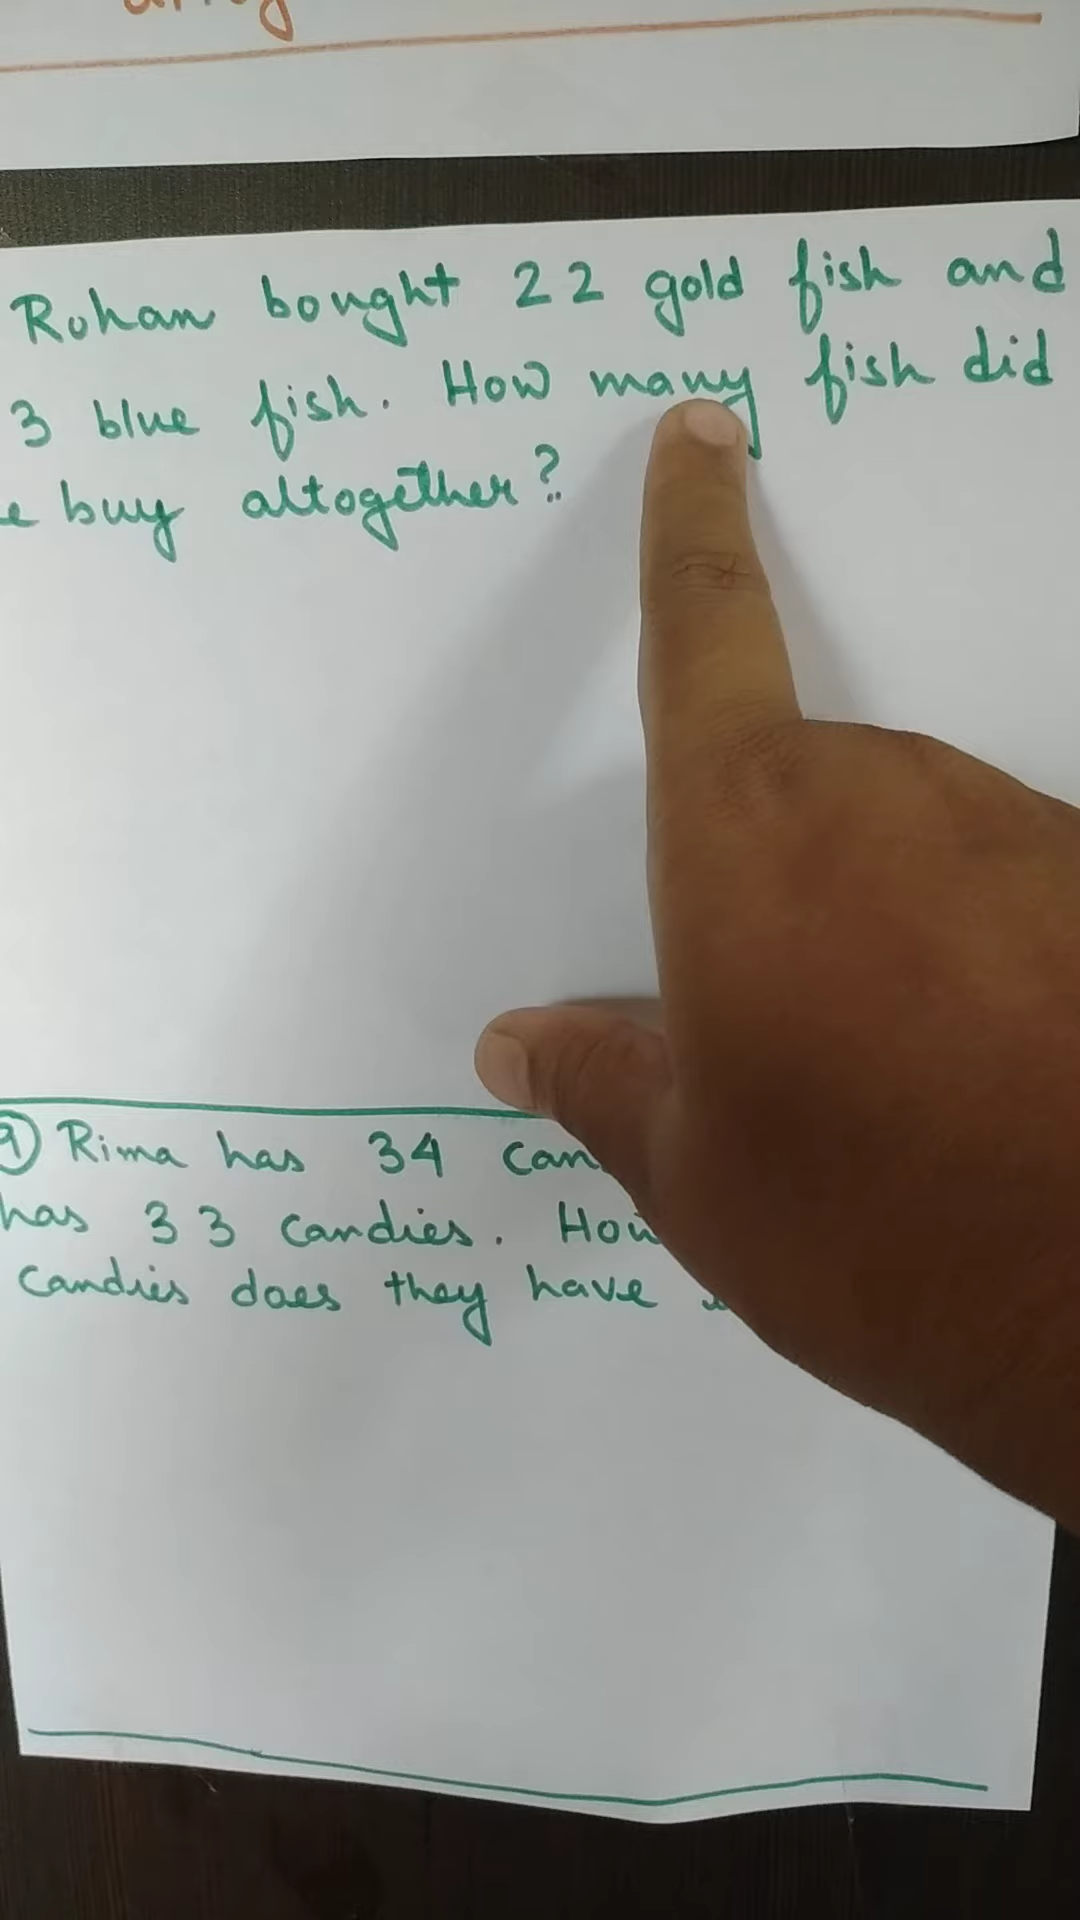 Rohan bought 22 gold fish and
3 blue fish. How many fish did
buy altogether?
Rima has 34
has 33 candies. How
candies does they have